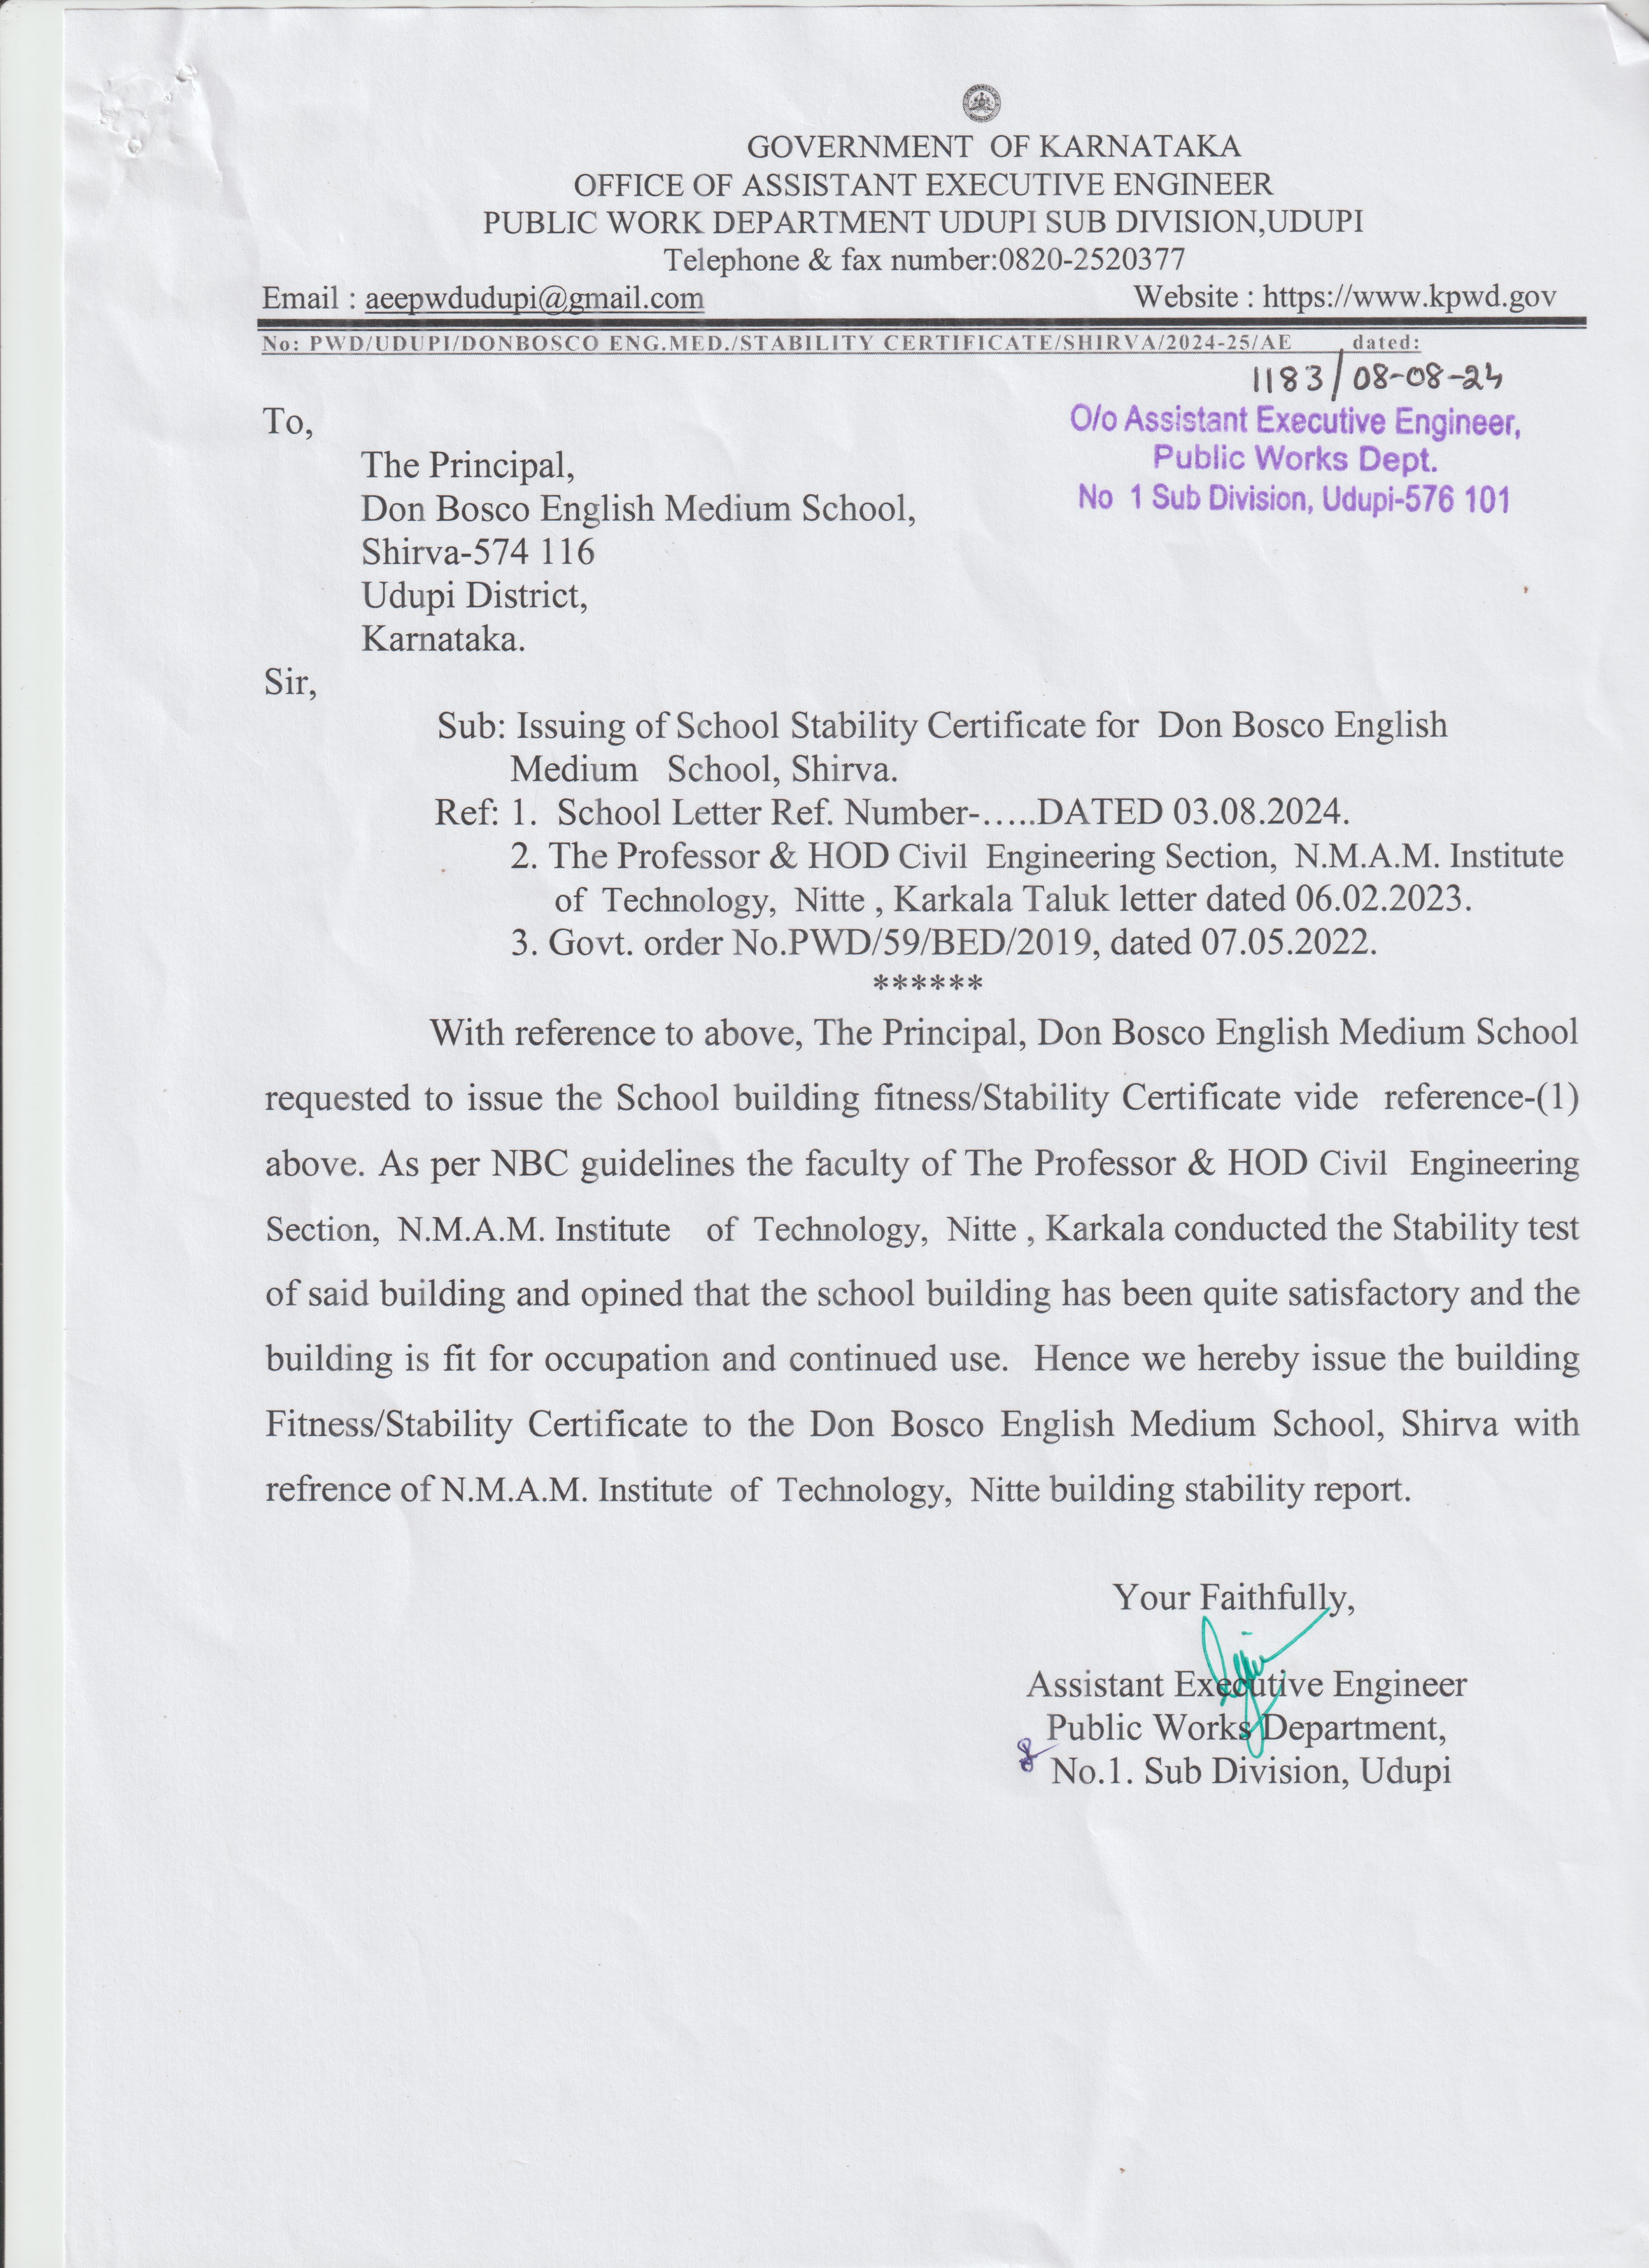 GOVERNMENT OF KARNATAKA
OFFICE OF ASSISTANT EXECUTIVE ENGINEER
PUBLIC WORK DEPARTMENT UDUPI SUB DIVISION,UDUPI
Telephone & fax number:0820-2520377
Email : aeepwdudupi@gmail.com Website : https://www.kpwd.gov
No: PWD/UDUPI/DONBOSCO ENG.MED./STABILITY CERTIFICATE/SHIRVA/2024-25/AE dated:
1183/08-08-24
O/o Assistant Executive Engineer,
Public Works Dept.
No 1 Sub Division, Udupi-576 101
To,
The Principal,
Don Bosco English Medium School,
Shirva-574 116
Udupi District,
Karnataka.
Sir,
Sub: Issuing of School Stability Certificate for Don Bosco English
Medium School, Shirva.
Ref: 1. School Letter Ref. Number-…..DATED 03.08.2024.
2. The Professor & HOD Civil Engineering Section, N.M.A.M. Institute
of Technology, Nitte , Karkala Taluk letter dated 06.02.2023.
3. Govt. order No.PWD/59/BED/2019, dated 07.05.2022.
******
With reference to above, The Principal, Don Bosco English Medium School
requested to issue the School building fitness/Stability Certificate vide reference-(1)
above. As per NBC guidelines the faculty of The Professor & HOD Civil Engineering
Section, N.M.A.M. Institute of Technology, Nitte , Karkala conducted the Stability test
of said building and opined that the school building has been quite satisfactory and the
building is fit for occupation and continued use. Hence we hereby issue the building
Fitness/Stability Certificate to the Don Bosco English Medium School, Shirva with
refrence of N.M.A.M. Institute of Technology, Nitte building stability report.
Your Faithfully,
Assistant Executive Engineer
Public Works Department,
No.1. Sub Division, Udupi